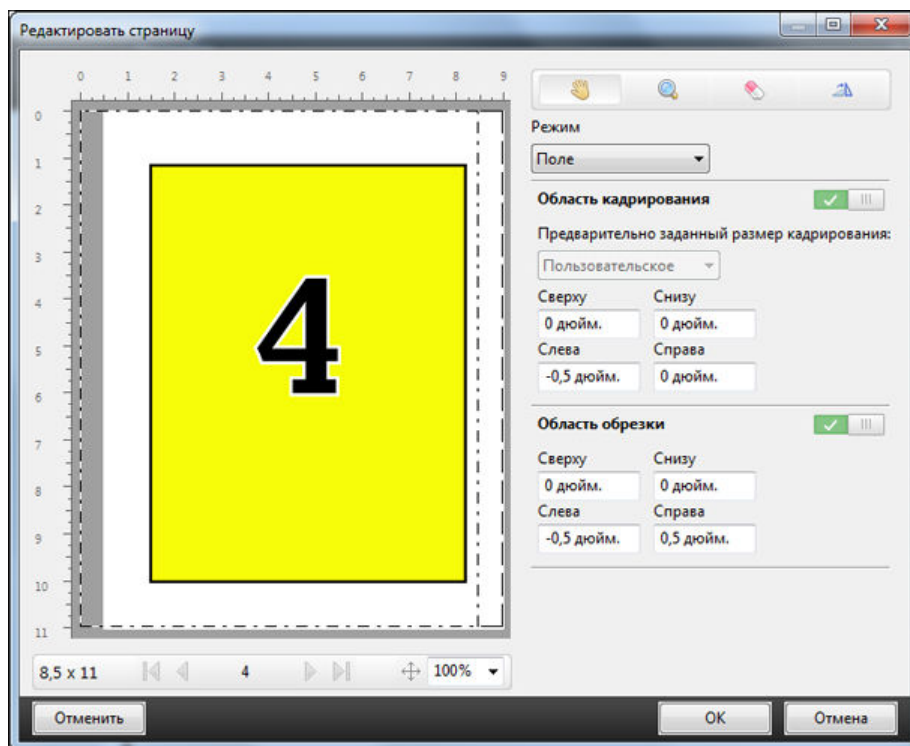 Редактировать страницу
0 1 2 3 4 5 6 7 8 9
0
1
2
3
4
5
6
7
8
9
10
11
4
8,5 x 11 4 100%
Режим
Поле
Область кадрирования
Предварительно заданный размер кадрирования:
Пользовательское
Сверху Снизу
0 дюйм. 0 дюйм.
Слева Справа
-0,5 дюйм. 0 дюйм.
Область обрезки
Сверху Снизу
0 дюйм. 0 дюйм.
Слева Справа
-0,5 дюйм. 0,5 дюйм.
Отменить OK Отмена